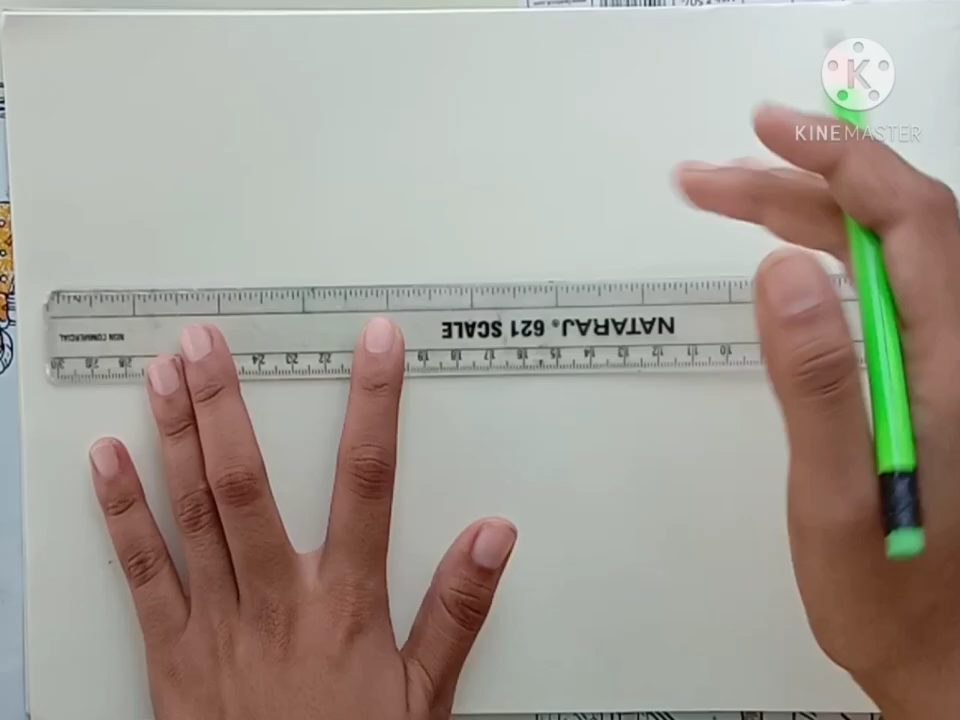 K
KINEMASTER
NATARAJ® 621 SCALE
NON COMMERCIAL
30 29 28 24 23 22 19 18 17 16 15 14 13 12 11 10